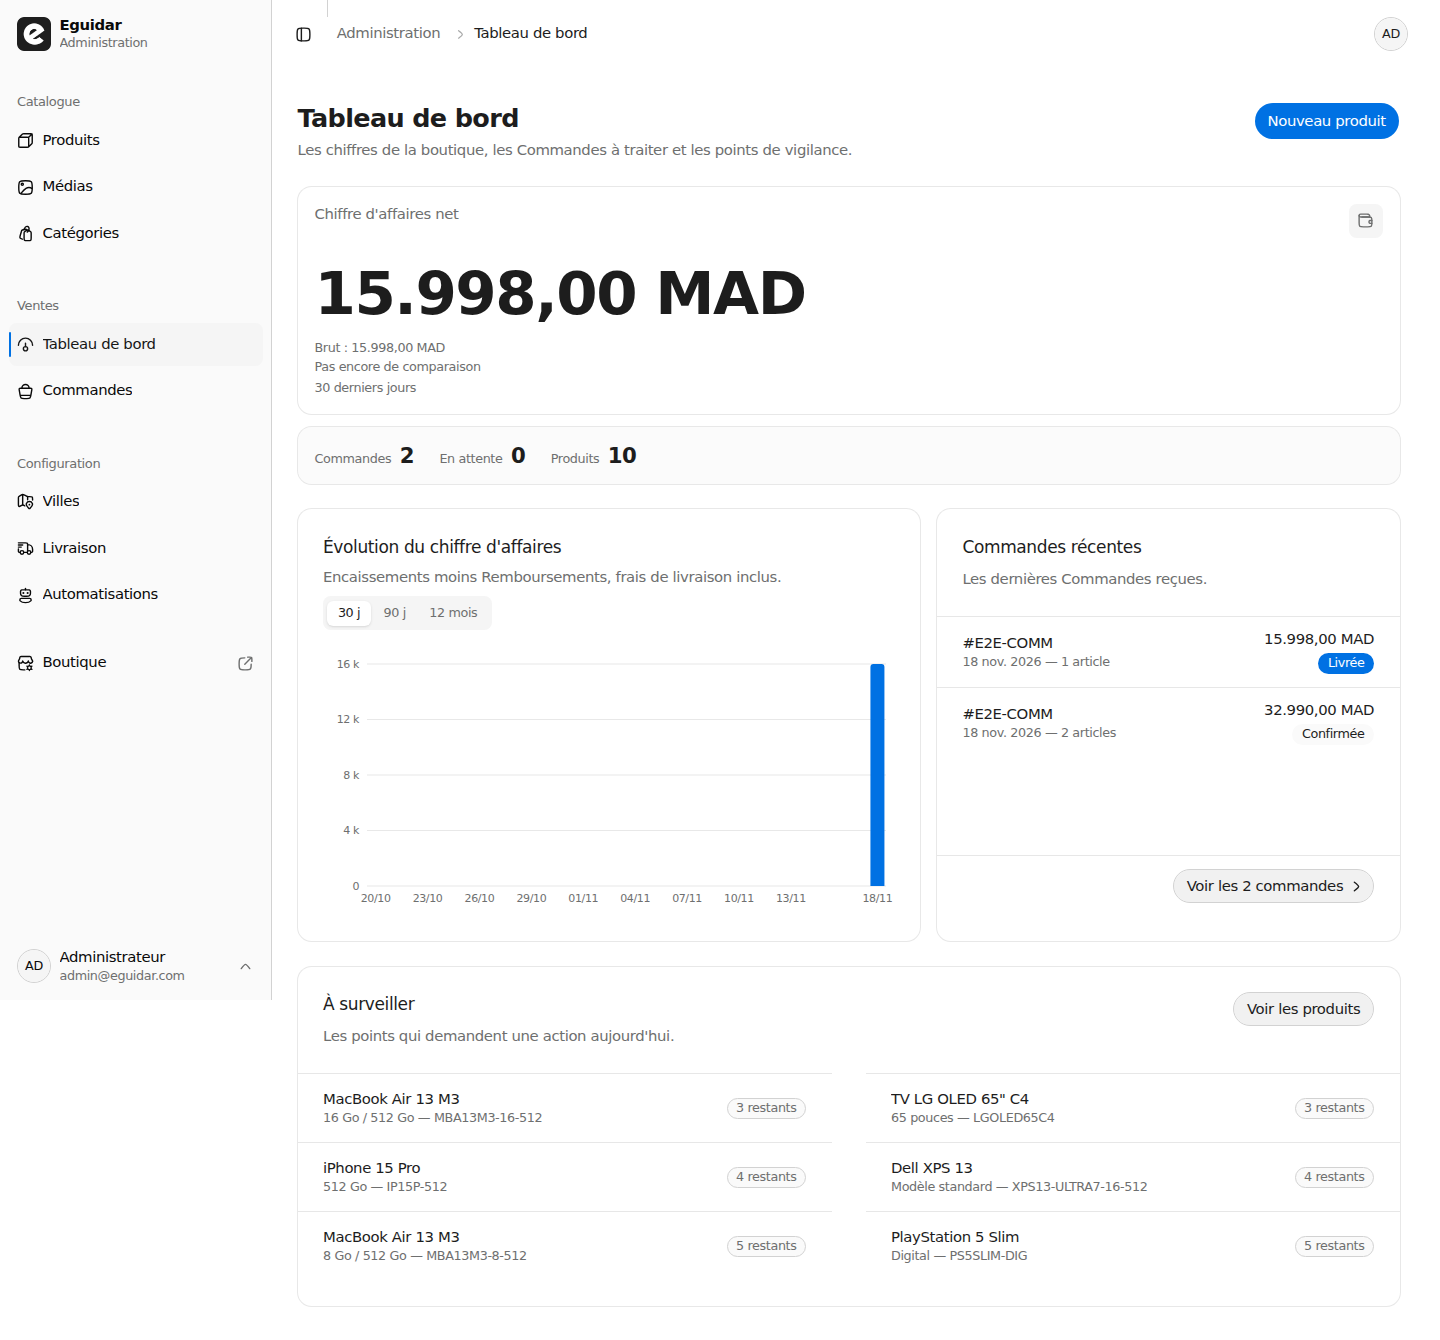 Eguidar
Administration
Catalogue
Produits
Médias
Catégories
Ventes
Tableau de bord
Commandes
Configuration
Villes
Livraison
Automatisations
Boutique
AD
Administrateur
admin@eguidar.com
Administration
Tableau de bord
AD
Tableau de bord
Les chiffres de la boutique, les Commandes à traiter et les points de vigilance.
Nouveau produit
Chiffre d'affaires net
15.998,00 MAD
Brut : 15.998,00 MAD
Pas encore de comparaison
30 derniers jours
Commandes 2 En attente 0 Produits 10
Évolution du chiffre d'affaires
Encaissements moins Remboursements, frais de livraison inclus.
30 j 90 j 12 mois
16 k
12 k
8 k
4 k
0
20/10 23/10 26/10 29/10 01/11 04/11 07/11 10/11 13/11 18/11
Commandes récentes
Les dernières Commandes reçues.
#E2E-COMM
18 nov. 2026 — 1 article
15.998,00 MAD
Livrée
#E2E-COMM
18 nov. 2026 — 2 articles
32.990,00 MAD
Confirmée
Voir les 2 commandes
À surveiller
Les points qui demandent une action aujourd'hui.
Voir les produits
MacBook Air 13 M3
16 Go / 512 Go — MBA13M3-16-512
3 restants
TV LG OLED 65" C4
65 pouces — LGOLED65C4
3 restants
iPhone 15 Pro
512 Go — IP15P-512
4 restants
Dell XPS 13
Modèle standard — XPS13-ULTRA7-16-512
4 restants
MacBook Air 13 M3
8 Go / 512 Go — MBA13M3-8-512
5 restants
PlayStation 5 Slim
Digital — PS5SLIM-DIG
5 restants